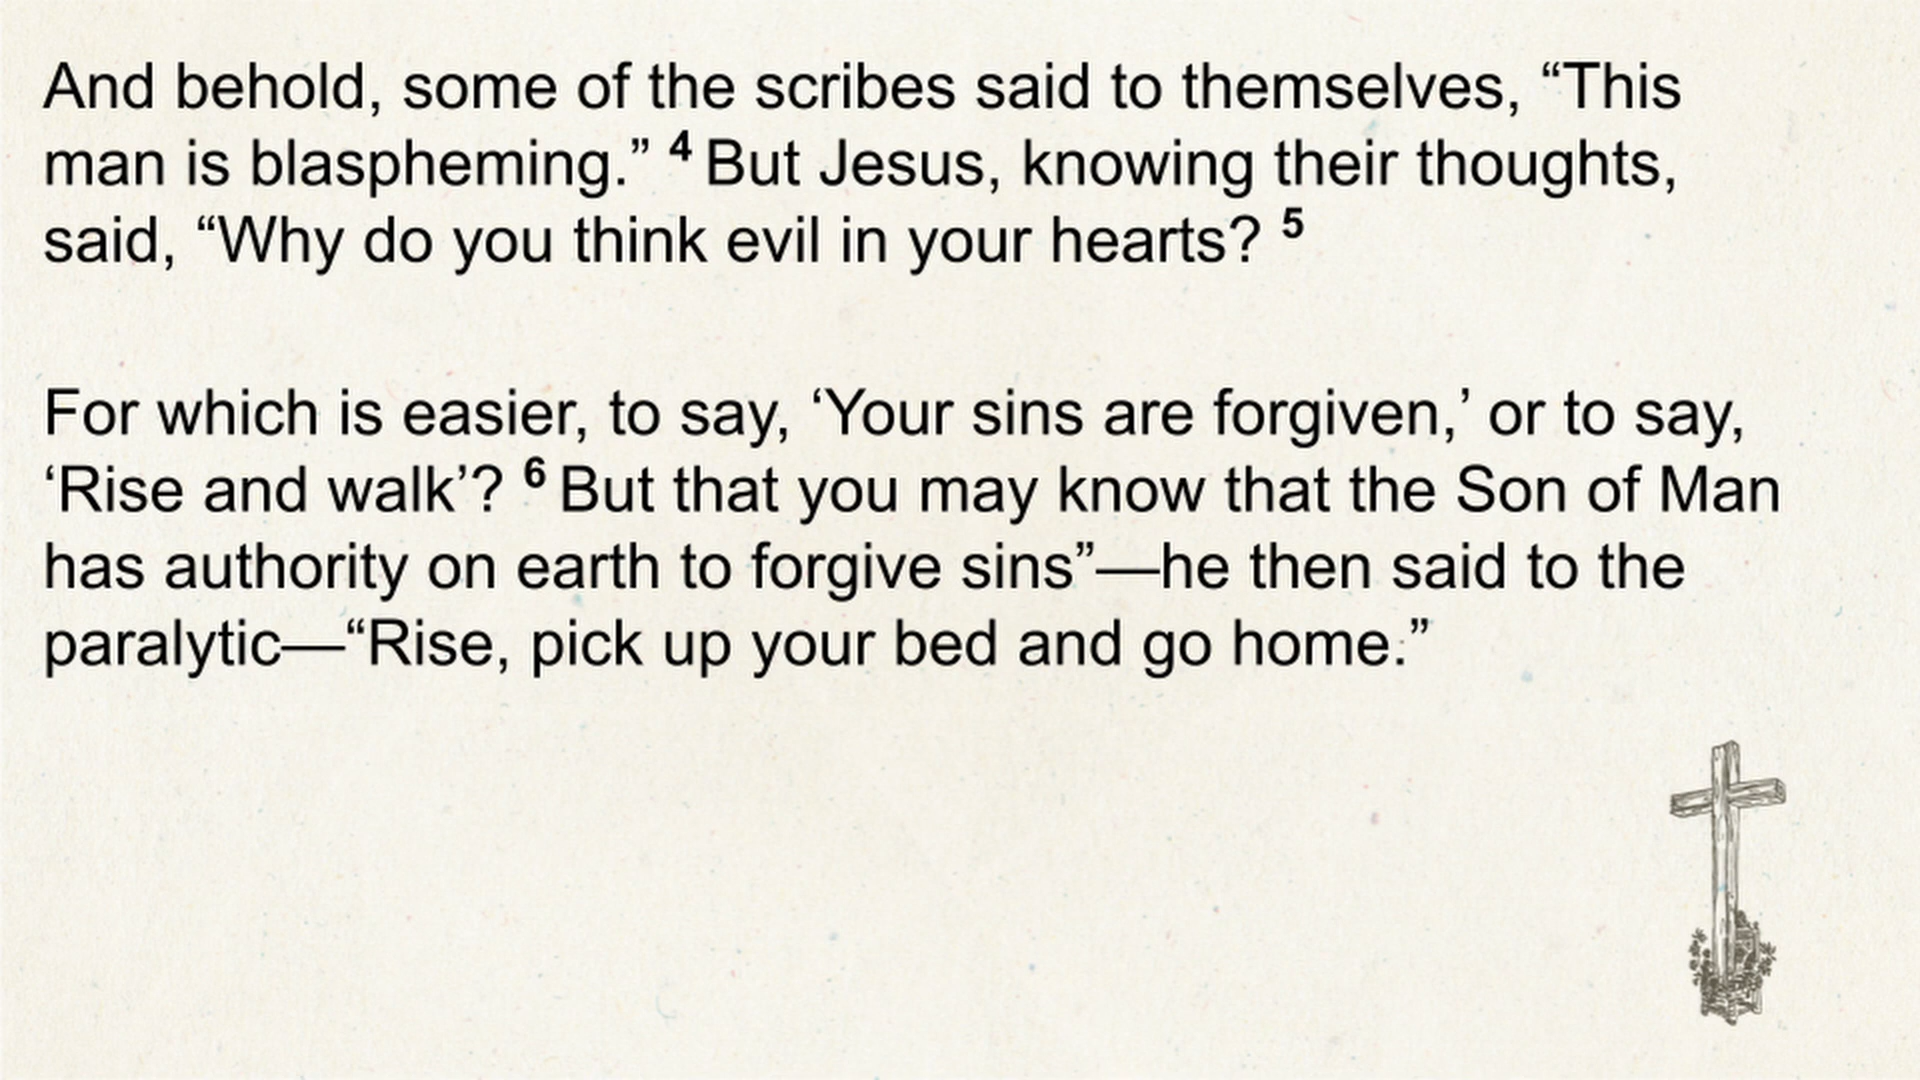 And behold, some of the scribes said to themselves, “This
man is blaspheming.” 4 But Jesus, knowing their thoughts,
said, “Why do you think evil in your hearts? 5
For which is easier, to say, ‘Your sins are forgiven,’ or to say,
‘Rise and walk’? 6 But that you may know that the Son of Man
has authority on earth to forgive sins”—he then said to the
paralytic—“Rise, pick up your bed and go home.”